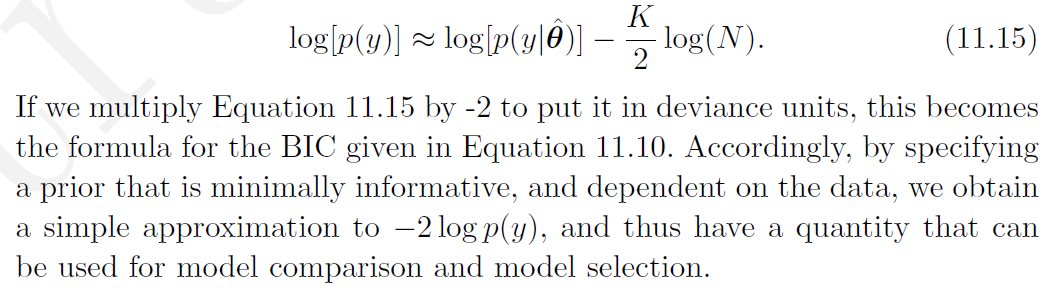 log[p(y)] ≈ log[p(y|θ̂)] − K/2 log(N). (11.15)
If we multiply Equation 11.15 by -2 to put it in deviance units, this becomes
the formula for the BIC given in Equation 11.10. Accordingly, by specifying
a prior that is minimally informative, and dependent on the data, we obtain
a simple approximation to −2 log p(y), and thus have a quantity that can
be used for model comparison and model selection.